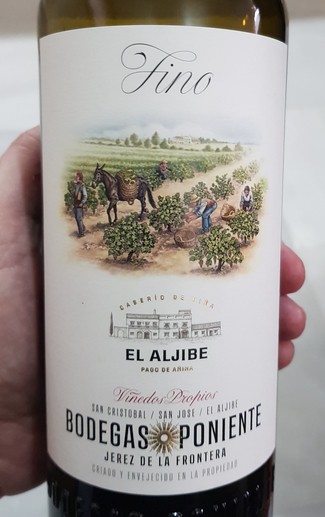 Fino
CASERÍO DE VIÑA
EL ALJIBE
PAGO DE AÑINA
Viñedos Propios
SAN CRISTOBAL / SAN JOSE / EL ALJIBE
BODEGAS PONIENTE
JEREZ DE LA FRONTERA
CRIADO Y ENVEJECIDO EN LA PROPIEDAD